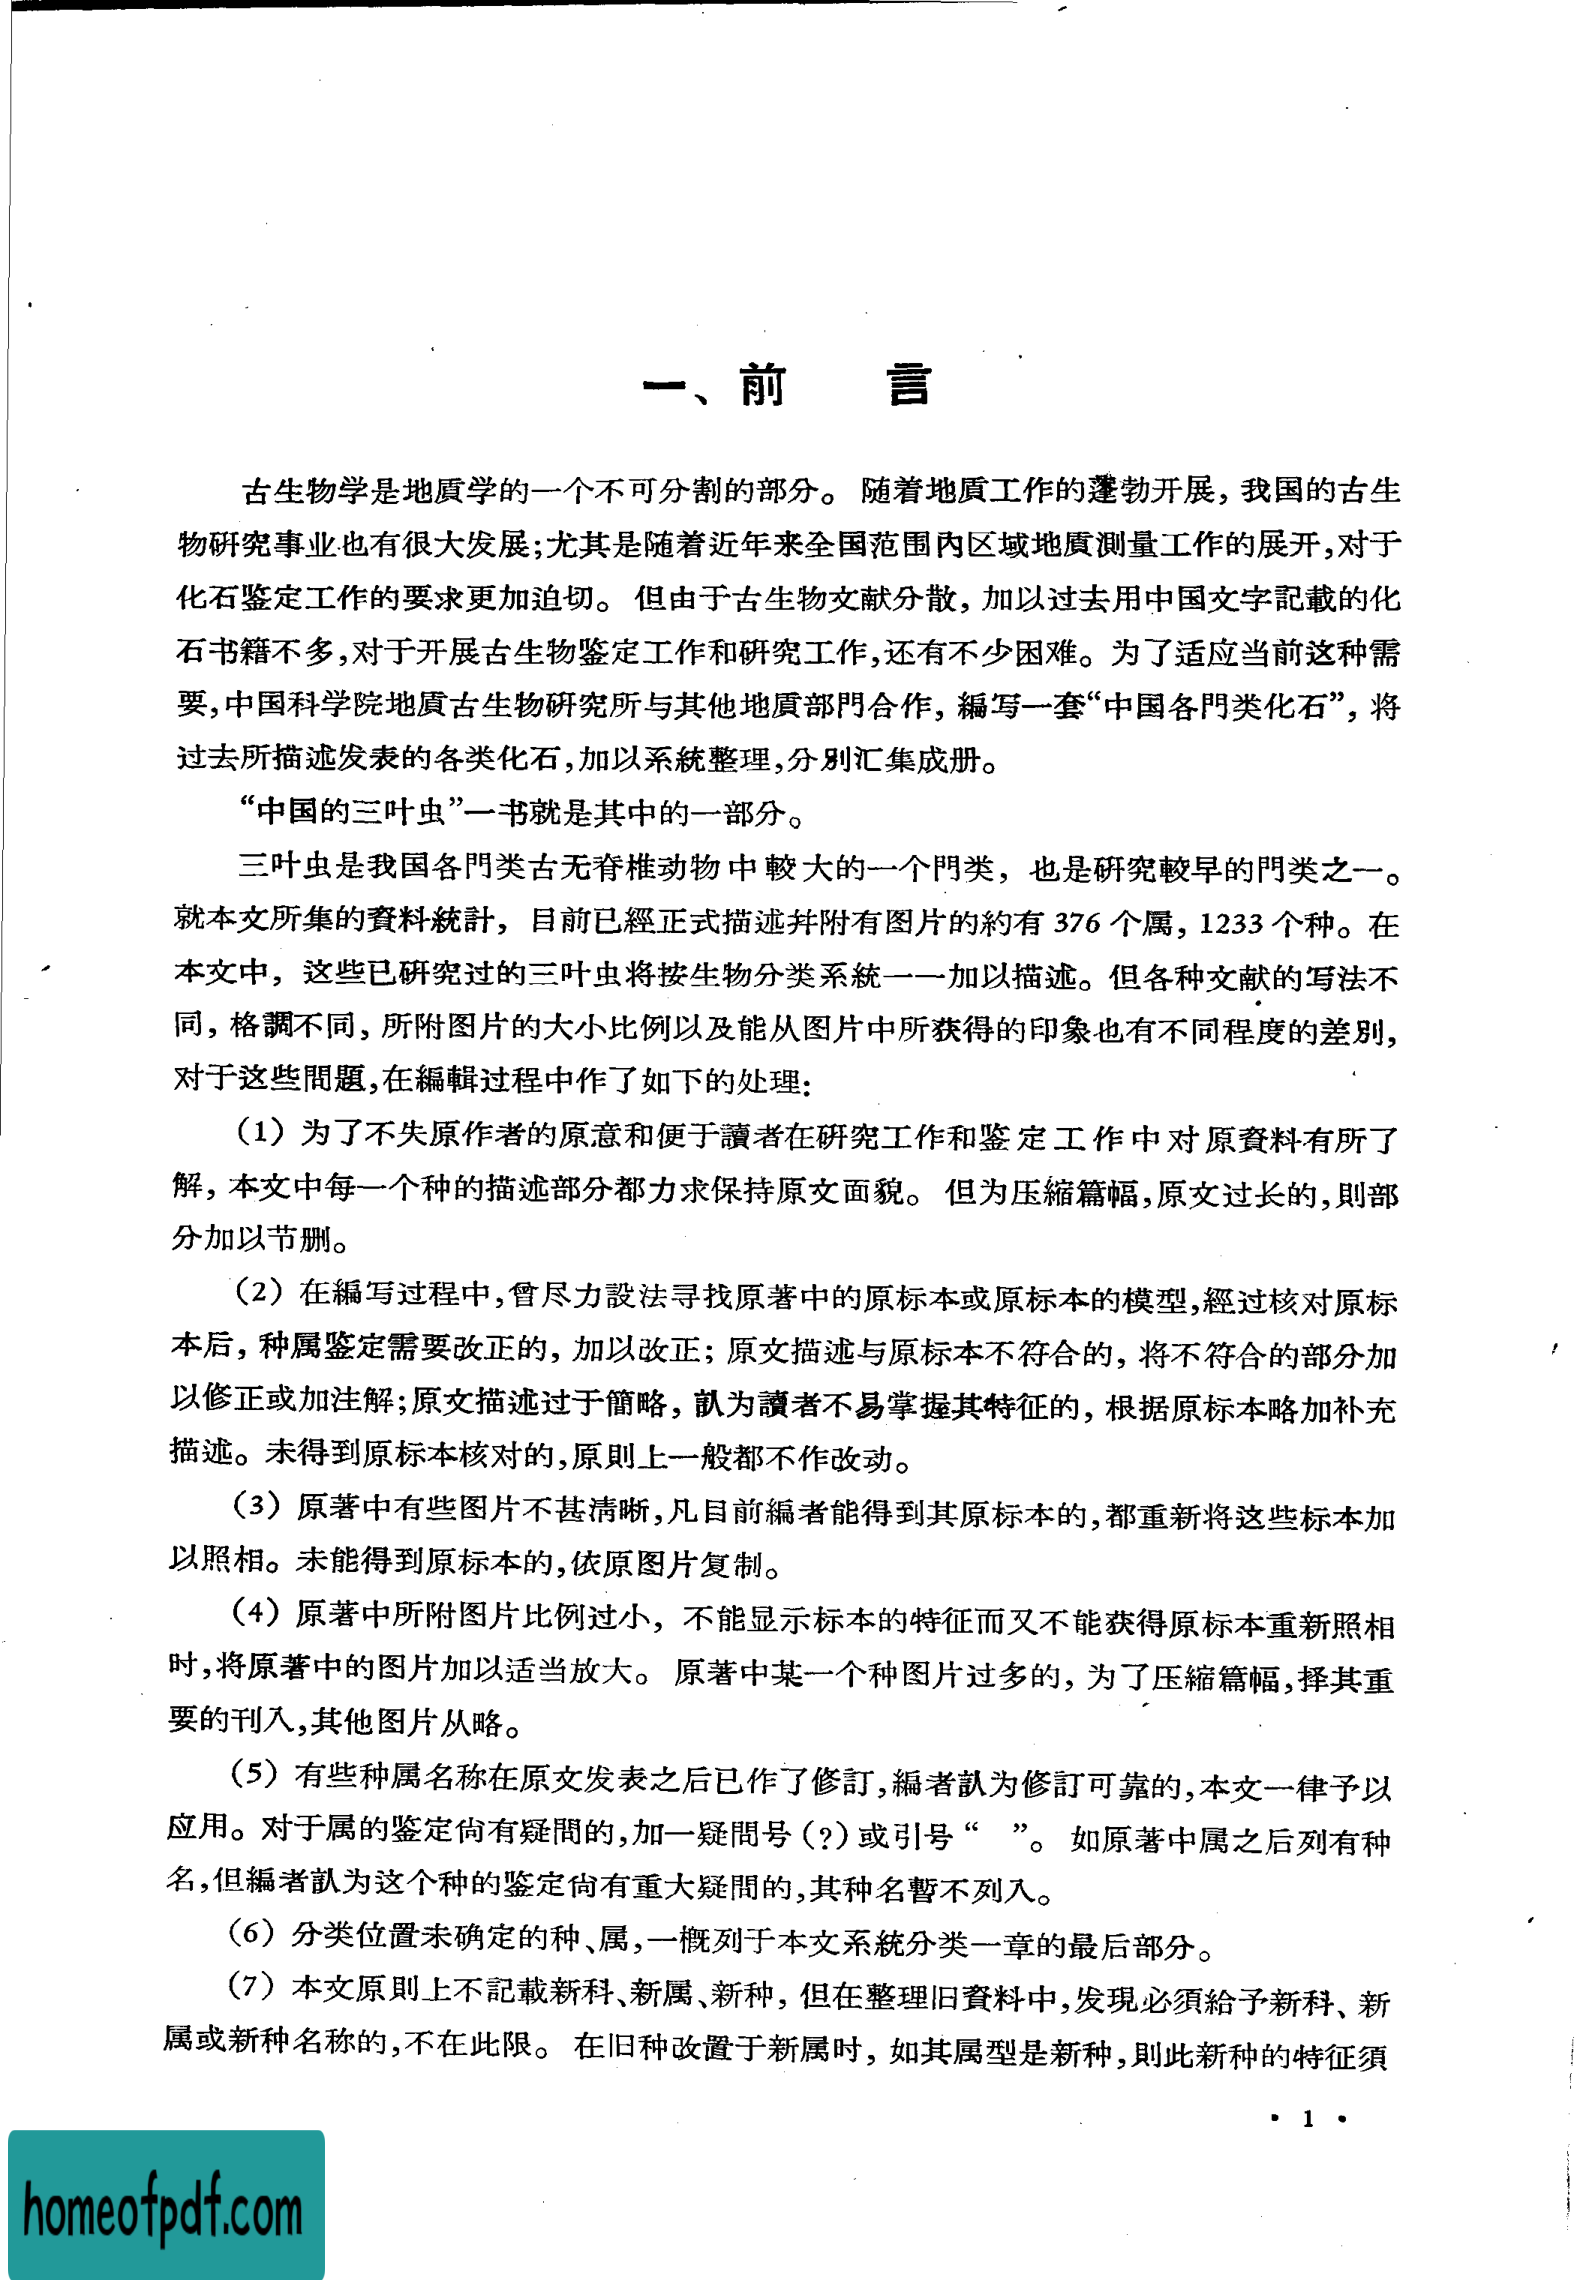 一、前　　言
古生物学是地質学的一个不可分割的部分。随着地質工作的蓬勃开展，我国的古生
物研究事业也有很大发展；尤其是随着近年来全国范围內区域地質測量工作的展开，对于
化石鉴定工作的要求更加迫切。但由于古生物文献分散，加以过去用中国文字記載的化
石书籍不多，对于开展古生物鉴定工作和研究工作，还有不少困难。为了适应当前这种需
要，中国科学院地質古生物研究所与其他地質部門合作，編写一套“中国各門类化石”，将
过去所描述发表的各类化石，加以系統整理，分別汇集成册。
“中国的三叶虫”一书就是其中的一部分。
三叶虫是我国各門类古无脊椎动物中較大的一个門类，也是研究較早的門类之一。
就本文所集的資料統計，目前已經正式描述幷附有图片的約有 376 个属，1233 个种。在
本文中，这些已研究过的三叶虫将按生物分类系統一一加以描述。但各种文献的写法不
同，格調不同，所附图片的大小比例以及能从图片中所获得的印象也有不同程度的差別，
对于这些問題，在編輯过程中作了如下的处理：
（1）为了不失原作者的原意和便于讀者在研究工作和鉴定工作中对原資料有所了
解，本文中每一个种的描述部分都力求保持原文面貌。但为压縮篇幅，原文过长的，則部
分加以节删。
（2）在編写过程中，曾尽力設法寻找原著中的原标本或原标本的模型，經过核对原标
本后，种属鉴定需要改正的，加以改正；原文描述与原标本不符合的，将不符合的部分加
以修正或加注解；原文描述过于簡略，訊为讀者不易掌握其特征的，根据原标本略加补充
描述。未得到原标本核对的，原則上一般都不作改动。
（3）原著中有些图片不甚清晰，凡目前編者能得到其原标本的，都重新将这些标本加
以照相。未能得到原标本的，依原图片复制。
（4）原著中所附图片比例过小，不能显示标本的特征而又不能获得原标本重新照相
时，将原著中的图片加以适当放大。原著中某一个种图片过多的，为了压縮篇幅，择其重
要的刊入，其他图片从略。
（5）有些种属名称在原文发表之后已作了修訂，編者訊为修訂可靠的，本文一律予以
应用。对于属的鉴定尙有疑問的，加一疑問号（?）或引号“　”。如原著中属之后列有种
名，但編者訊为这个种的鉴定尙有重大疑問的，其种名暫不列入。
（6）分类位置未确定的种、属，一概列于本文系統分类一章的最后部分。
（7）本文原則上不記載新科、新属、新种，但在整理旧資料中，发現必須給予新科、新
属或新种名称的，不在此限。在旧种改置于新属时，如其属型是新种，則此新种的特征須
• 1 •
homeofpdf.com